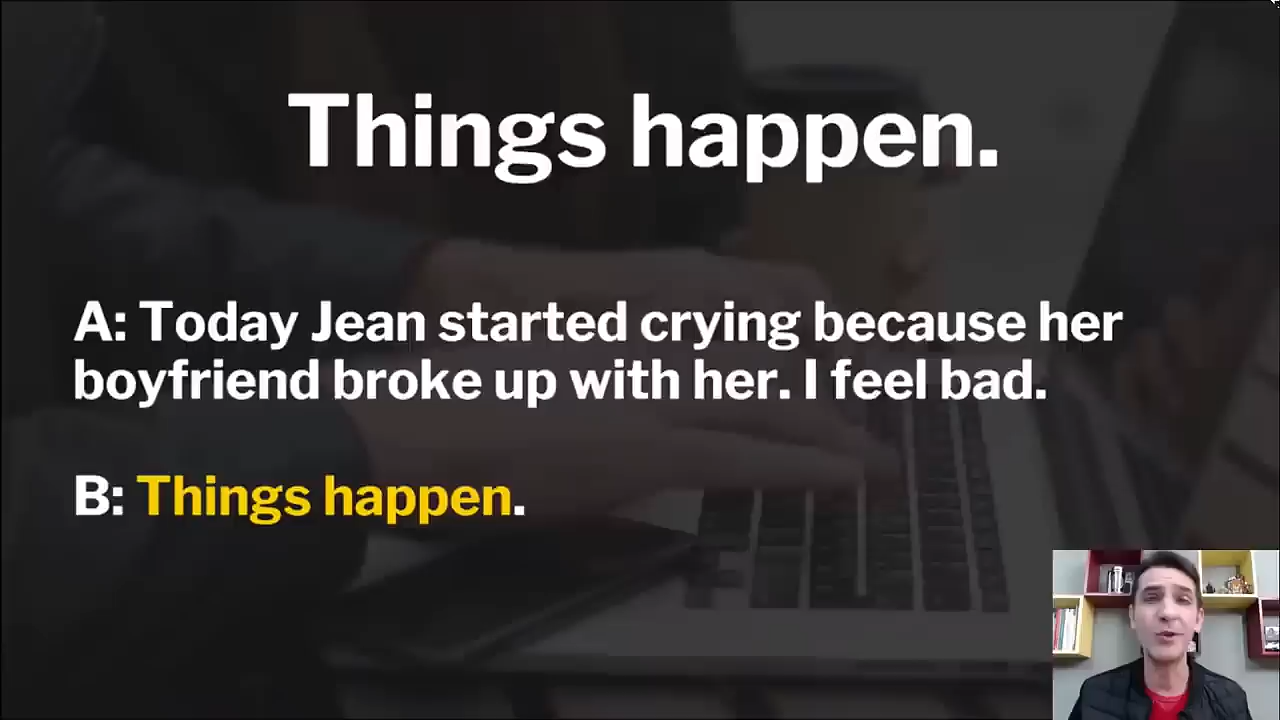 Things happen.
A: Today Jean started crying because her
boyfriend broke up with her. I feel bad.
B: Things happen.